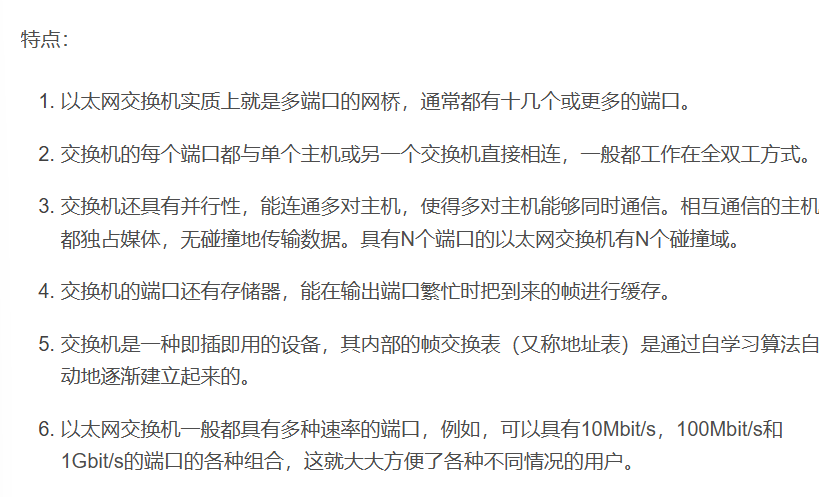 特点：
1. 以太网交换机实质上就是多端口的网桥，通常都有十几个或更多的端口。
2. 交换机的每个端口都与单个主机或另一个交换机直接相连，一般都工作在全双工方式。
3. 交换机还具有并行性，能连通多对主机，使得多对主机能够同时通信。相互通信的主机
都独占媒体，无碰撞地传输数据。具有N个端口的以太网交换机有N个碰撞域。
4. 交换机的端口还有存储器，能在输出端口繁忙时把到来的帧进行缓存。
5. 交换机是一种即插即用的设备，其内部的帧交换表（又称地址表）是通过自学习算法自
动地逐渐建立起来的。
6. 以太网交换机一般都具有多种速率的端口，例如，可以具有10Mbit/s，100Mbit/s和
1Gbit/s的端口的各种组合，这就大大方便了各种不同情况的用户。